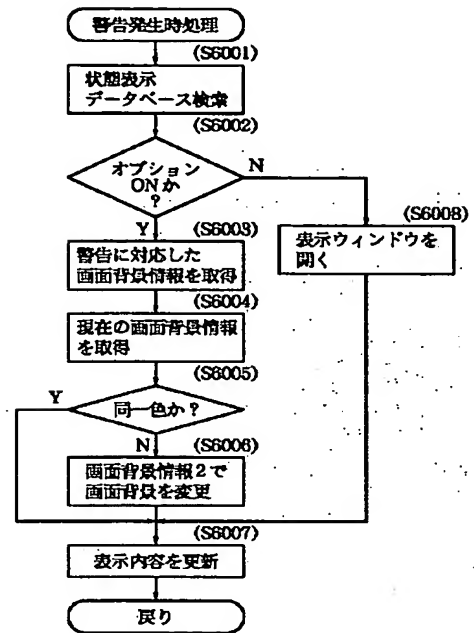 警告発生時処理
(S6001)
状態表示
データベース検索
(S6002)
オプション
ONか
?
N
Y
(S6003)
(S6008)
警告に対応した
画面背景情報を取得
表示ウィンドウを
開く
(S6004)
現在の画面背景情報
を取得
(S6005)
Y
同一色か?
N
(S6006)
画面背景情報2で
画面背景を変更
(S6007)
表示内容を更新
戻り